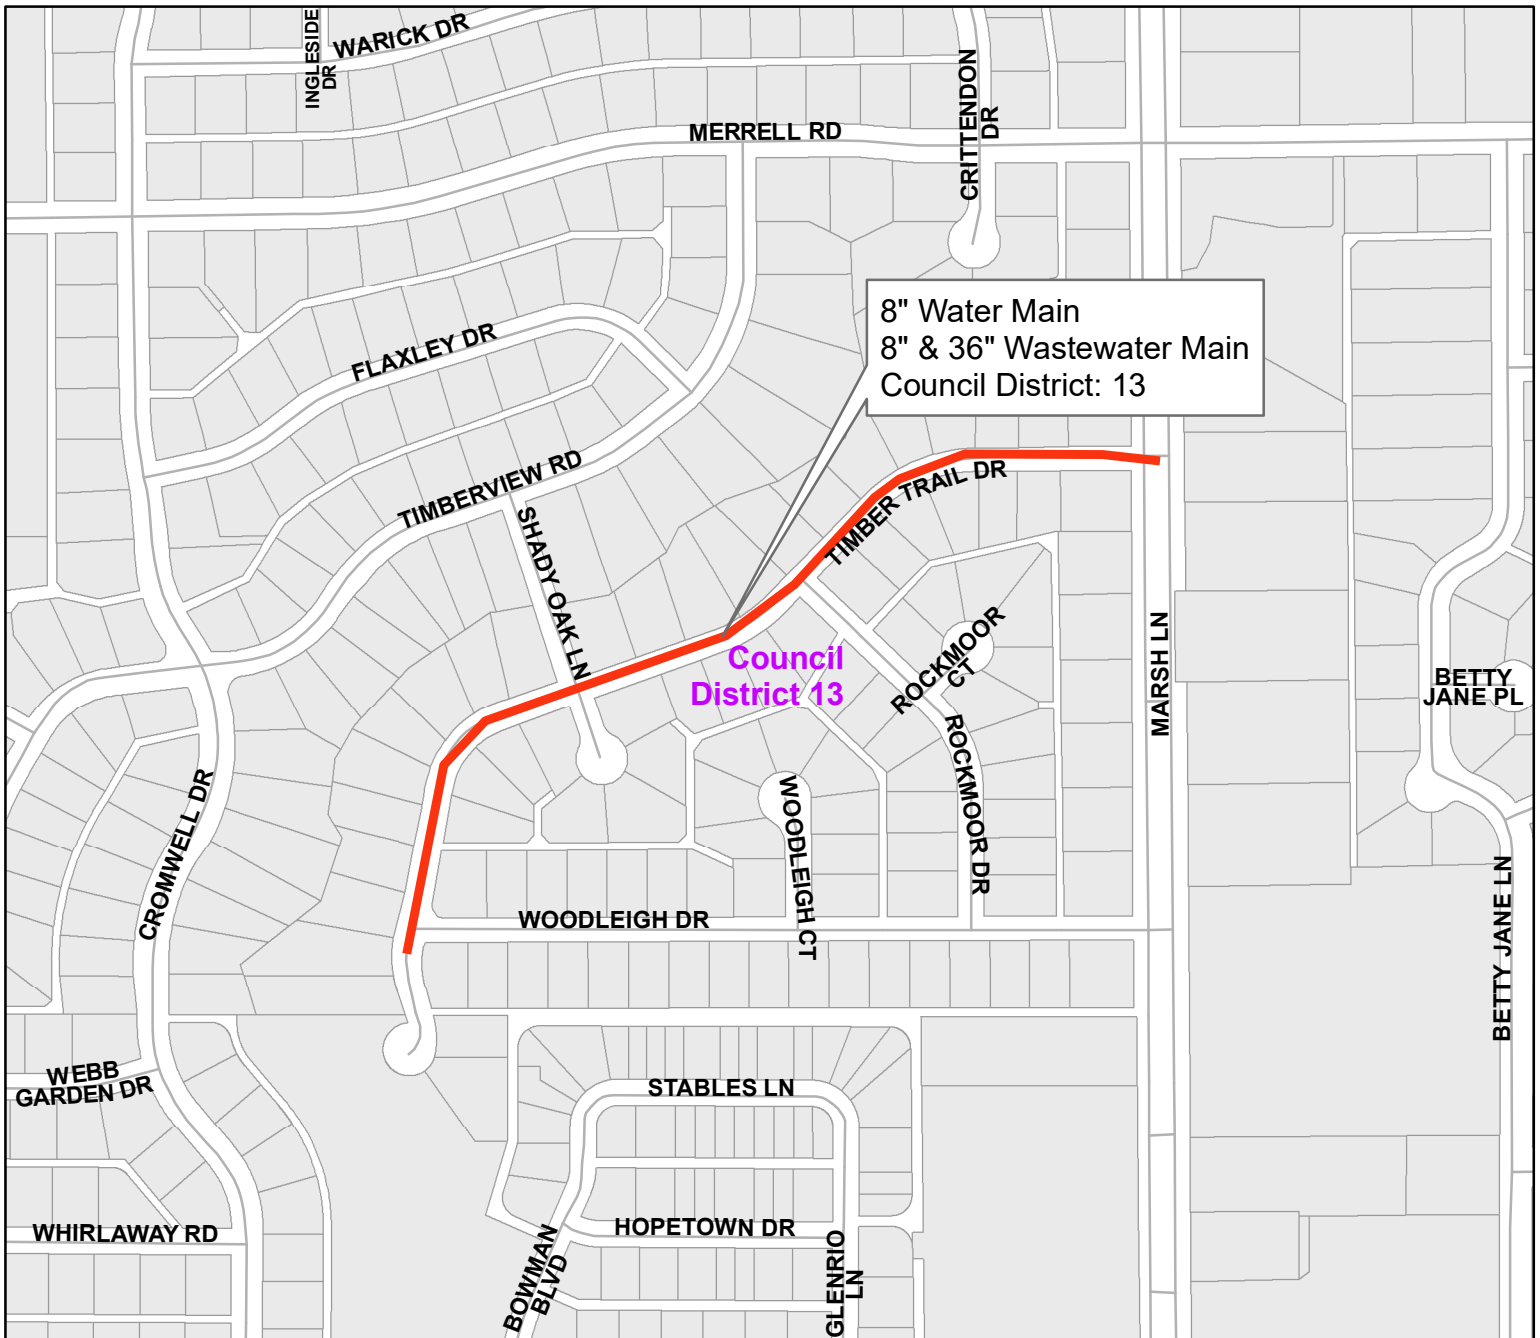 INGLESIDE
DR
WARICK DR
CRITTENDON
DR
MERRELL RD
8" Water Main
8" & 36" Wastewater Main
Council District: 13
FLAXLEY DR
TIMBERVIEW RD
TIMBER TRAIL DR
SHADY OAK LN
Council
District 13
ROCKMOOR
CT
MARSH LN
BETTY
JANE PL
ROCKMOOR DR
CROMWELL DR
WOODLEIGH CT
WOODLEIGH DR
BETTY JANE LN
WEBB
GARDEN DR
STABLES LN
WHIRLAWAY RD
HOPETOWN DR
BOWMAN
BLVD
GLENRIO
LN